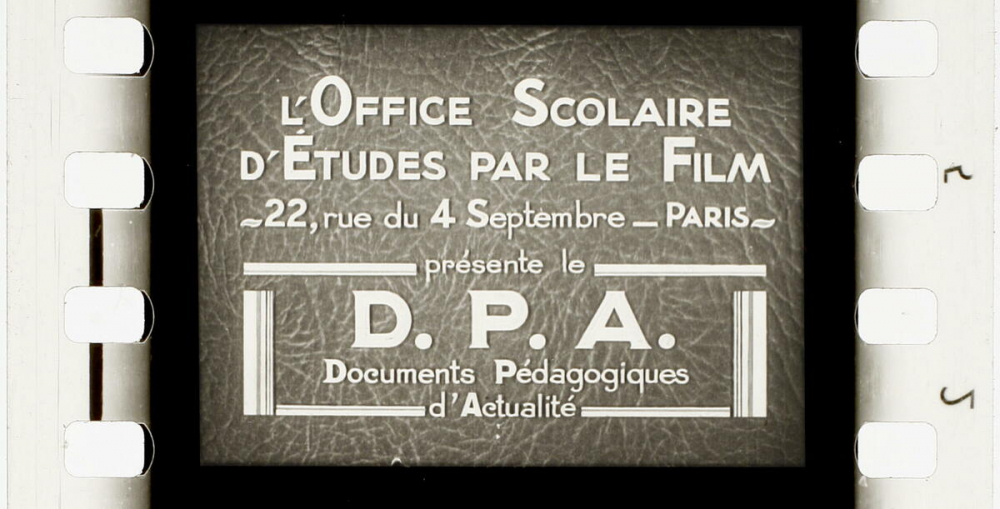 L'OFFICE SCOLAIRE
D'ÉTUDES PAR LE FILM
~22, rue du 4 Septembre _ PARIS~
présente le
D. P. A.
Documents Pédagogiques
d'Actualité